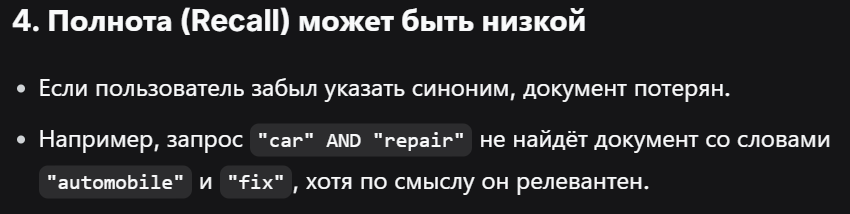 4. Полнота (Recall) может быть низкой
• Если пользователь забыл указать синоним, документ потерян.
• Например, запрос "car" AND "repair" не найдёт документ со словами
"automobile" и "fix", хотя по смыслу он релевантен.